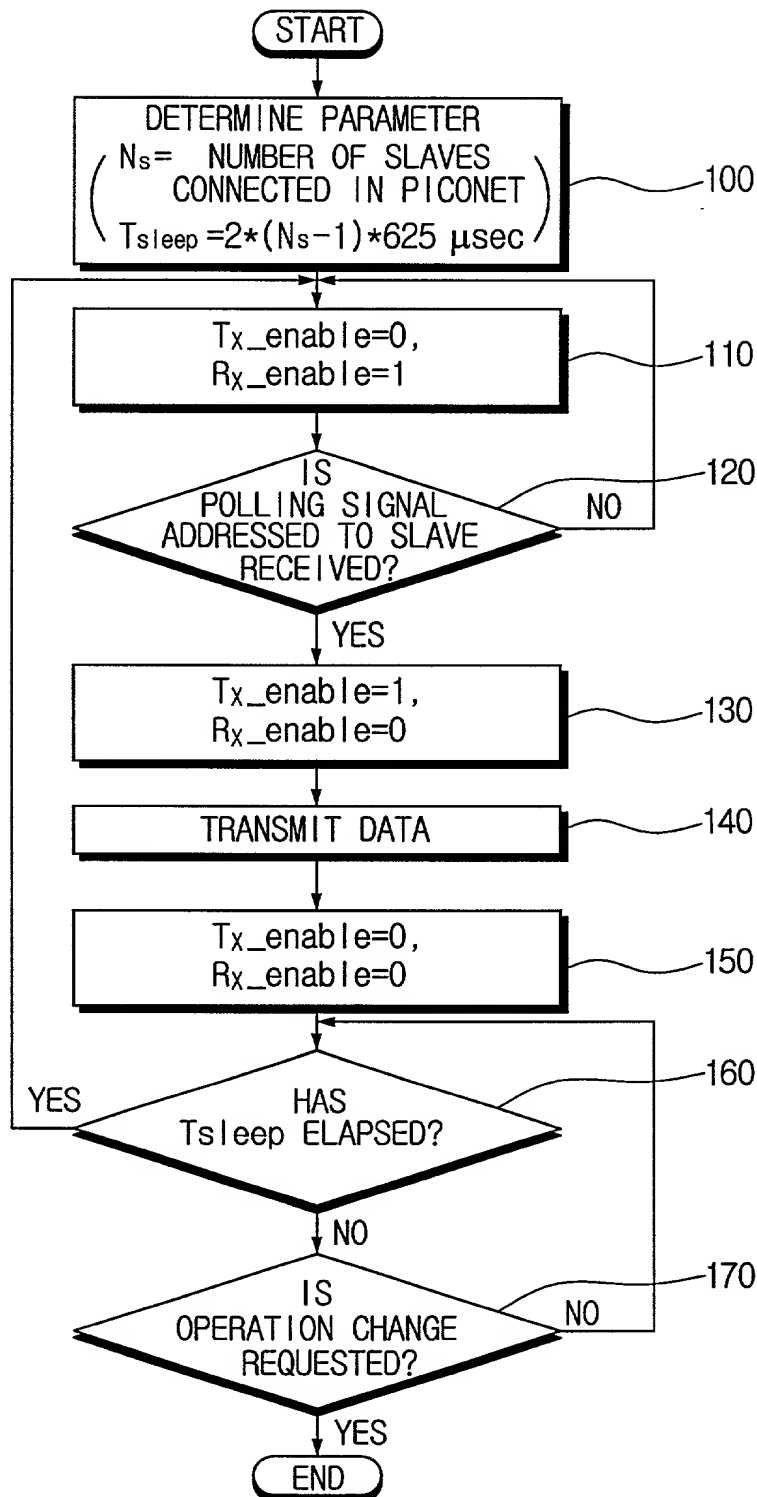 START
DETERMINE PARAMETER
Ns= NUMBER OF SLAVES
CONNECTED IN PICONET
Tsleep=2*(Ns-1)*625 μsec
100
Tx_enable=0,
Rx_enable=1
110
IS
POLLING SIGNAL
ADDRESSED TO SLAVE
RECEIVED?
120
NO
YES
Tx_enable=1,
Rx_enable=0
130
TRANSMIT DATA
140
Tx_enable=0,
Rx_enable=0
150
HAS
Tsleep ELAPSED?
160
YES
NO
IS
OPERATION CHANGE
REQUESTED?
170
NO
YES
END